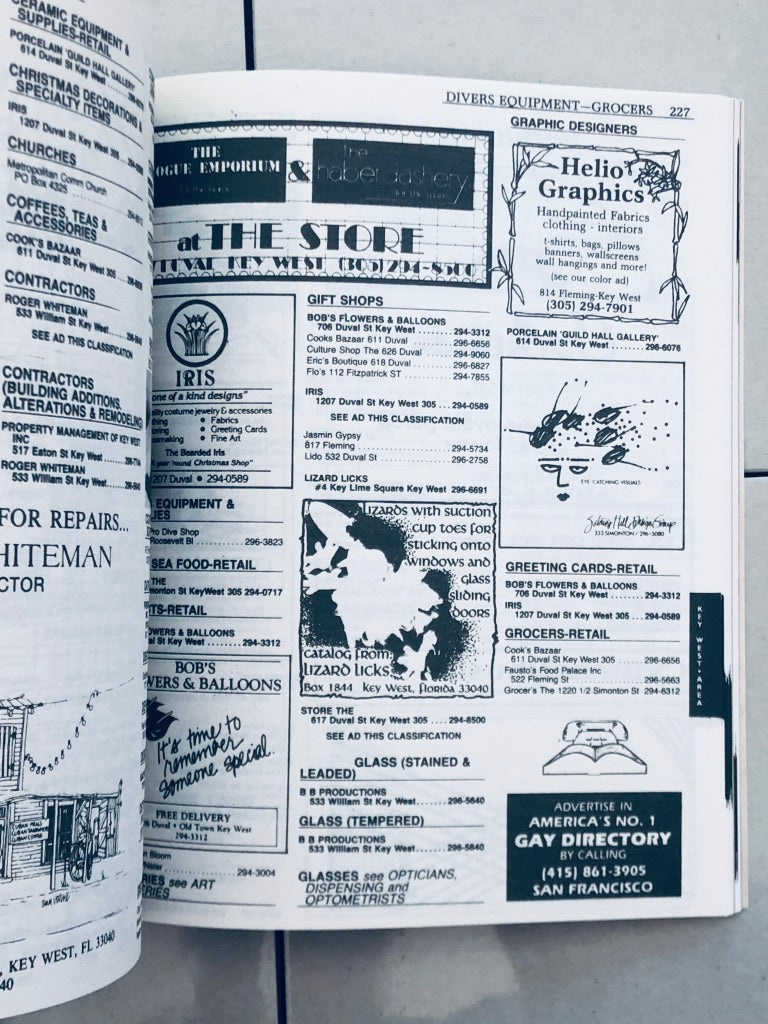 CERAMIC EQUIPMENT &
SUPPLIES-RETAIL
PORCELAIN 'GUILD HALL GALLERY'
614 Duval St Key West
CHRISTMAS DECORATIONS &
SPECIALTY ITEMS
IRIS
1207 Duval St Key West 305
CHURCHES
Metropolitan Comm Church
PO Box 4325
COFFEES, TEAS &
ACCESSORIES
COOK'S BAZAAR
611 Duval St Key West 305
CONTRACTORS
ROGER WHITEMAN
533 William St Key West
SEE AD THIS CLASSIFICATION
CONTRACTORS
(BUILDING ADDITIONS,
ALTERATIONS & REMODELING)
PROPERTY MANAGEMENT OF KEY WEST
INC
517 Eaton St Key West
ROGER WHITEMAN
533 William St Key West
FOR REPAIRS...
HITEMAN
CTOR
, KEY WEST, FL 33040
40
DIVERS EQUIPMENT—GROCERS 227
THE
OGUE EMPORIUM
&
the
haberdashery
at THE STORE
DUVAL KEY WEST (305) 294-8500
IRIS
one of a kind designs"
lity costume jewelry & accessories
thing • Fabrics
oring • Greeting Cards
ssmaking • Fine Art
The Bearded Iris
year 'round Christmas Shop"
207 Duval • 294-0589
EQUIPMENT &
IES
Pro Dive Shop
Roosevelt Bl 296-3823
SEA FOOD-RETAIL
THE
monton St KeyWest 305 294-0717
TS-RETAIL
OWERS & BALLOONS
al St Key West 294-3312
BOB'S
WERS & BALLOONS
It's time to
remember
someone special.
FREE DELIVERY
Duval • Old Town Key West
294-3312
n Bloom
294-3004
RIES see ART
ERIES
GIFT SHOPS
BOB'S FLOWERS & BALLOONS
706 Duval St Key West 294-3312
Cooks Bazaar 611 Duval 296-6656
Culture Shop The 626 Duval 294-9060
Eric's Boutique 618 Duval 296-6827
Flo's 112 Fitzpatrick ST 294-7855
IRIS
1207 Duval St Key West 305 294-0589
SEE AD THIS CLASSIFICATION
Jasmin Gypsy
817 Fleming 294-5734
Lido 532 Duval St 296-2758
LIZARD LICKS
#4 Key Lime Square Key West 296-6691
LIZARDS WITH SUCTION
CUP TOES FOR
STICKING ONTO
WINDOWS AND
GLASS
SLIDING
DOORS
CATALOG FROM:
LIZARD LICKS
Box 1844 Key West, Florida 33040
STORE THE
617 Duval St Key West 305 294-8500
SEE AD THIS CLASSIFICATION
GLASS (STAINED &
LEADED)
B B PRODUCTIONS
533 William St Key West 296-5640
GLASS (TEMPERED)
B B PRODUCTIONS
533 William St Key West 296-5640
GLASSES see OPTICIANS,
DISPENSING and
OPTOMETRISTS
GRAPHIC DESIGNERS
Helio
Graphics
Handpainted Fabrics
clothing - interiors
t-shirts, bags, pillows
banners, wallscreens
wall hangings and more!
(see our color ad)
814 Fleming-Key West
(305) 294-7901
PORCELAIN 'GUILD HALL GALLERY'
614 Duval St Key West 296-6076
EYE-CATCHING VISUALS
333 SIMONTON / 296-3080
GREETING CARDS-RETAIL
BOB'S FLOWERS & BALLOONS
706 Duval St Key West 294-3312
IRIS
1207 Duval St Key West 305 294-0589
GROCERS-RETAIL
Cook's Bazaar
611 Duval St Key West 305 296-6656
Fausto's Food Palace Inc
522 Fleming St 296-5663
Grocer's The 1220 1/2 Simonton St 294-6312
KEY WEST•AREA
ADVERTISE IN
AMERICA'S NO. 1
GAY DIRECTORY
BY CALLING
(415) 861-3905
SAN FRANCISCO